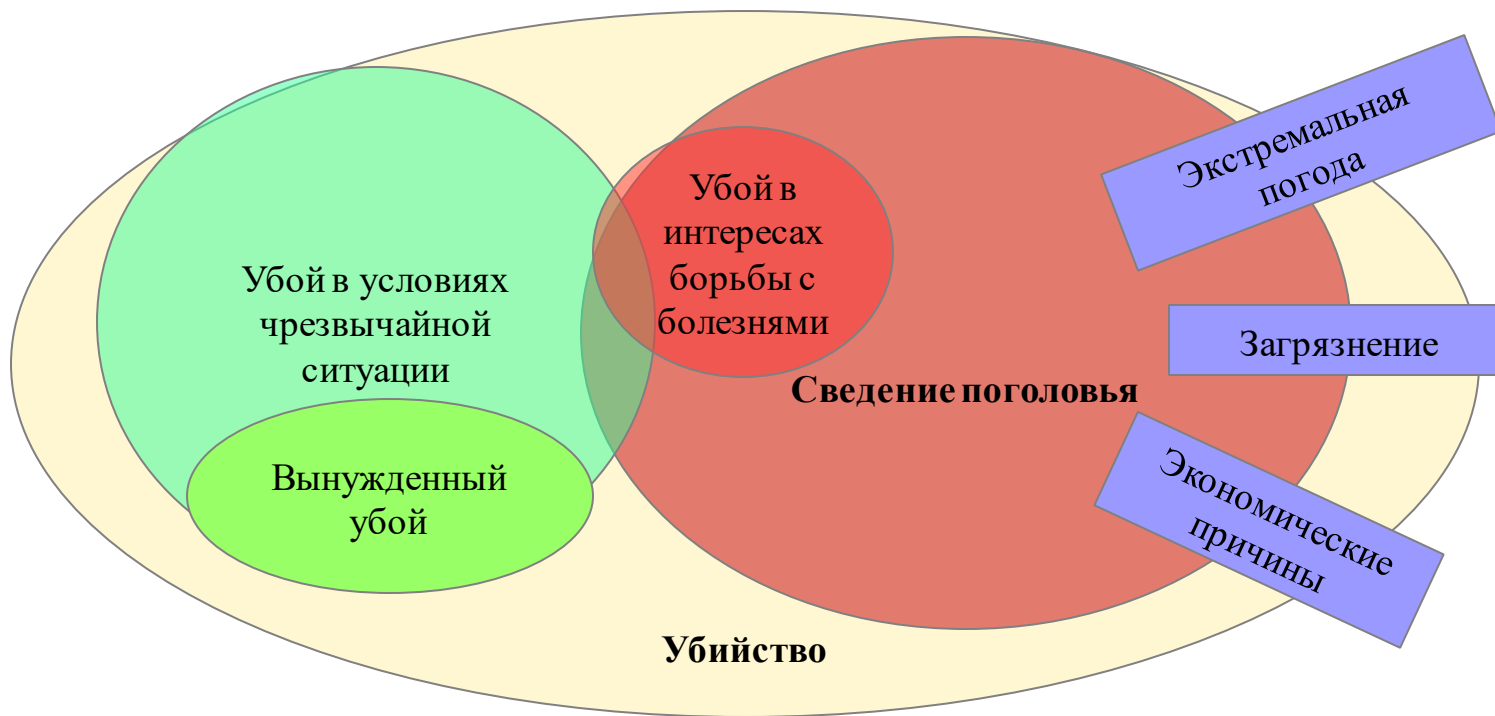 Экстремальная
погода
Убой в
интересах
борьбы с
болезнями
Убой в условиях
чрезвычайной
ситуации
Загрязнение
Сведение поголовья
Вынужденный
убой
Экономические
причины
Убийство